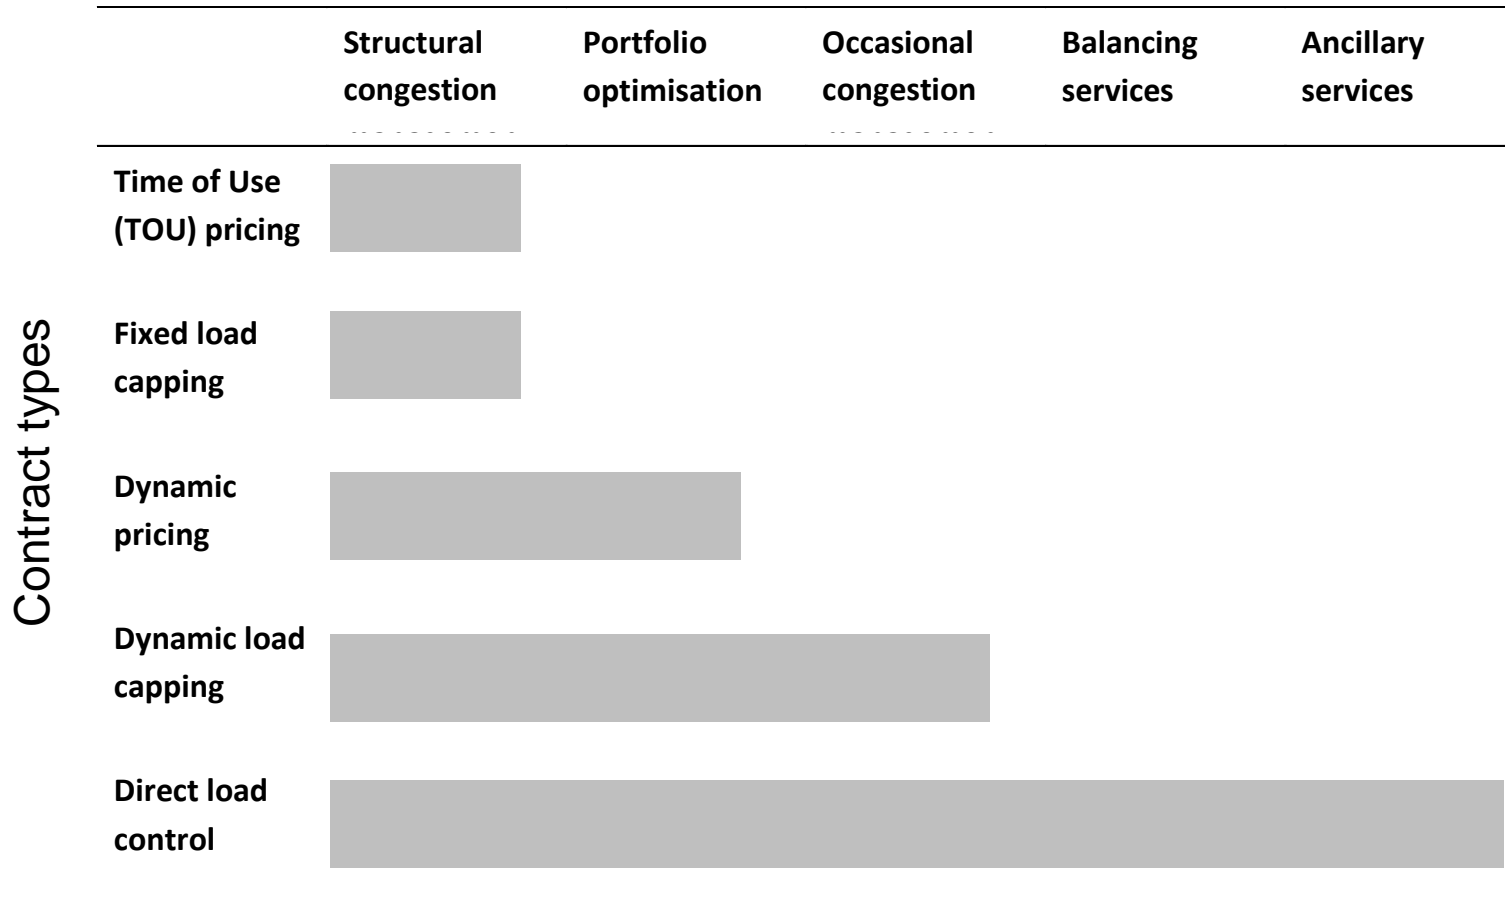 Structural
congestion
Portfolio
optimisation
Occasional
congestion
Balancing
services
Ancillary
services
Contract types
Time of Use
(TOU) pricing
Fixed load
capping
Dynamic
pricing
Dynamic load
capping
Direct load
control